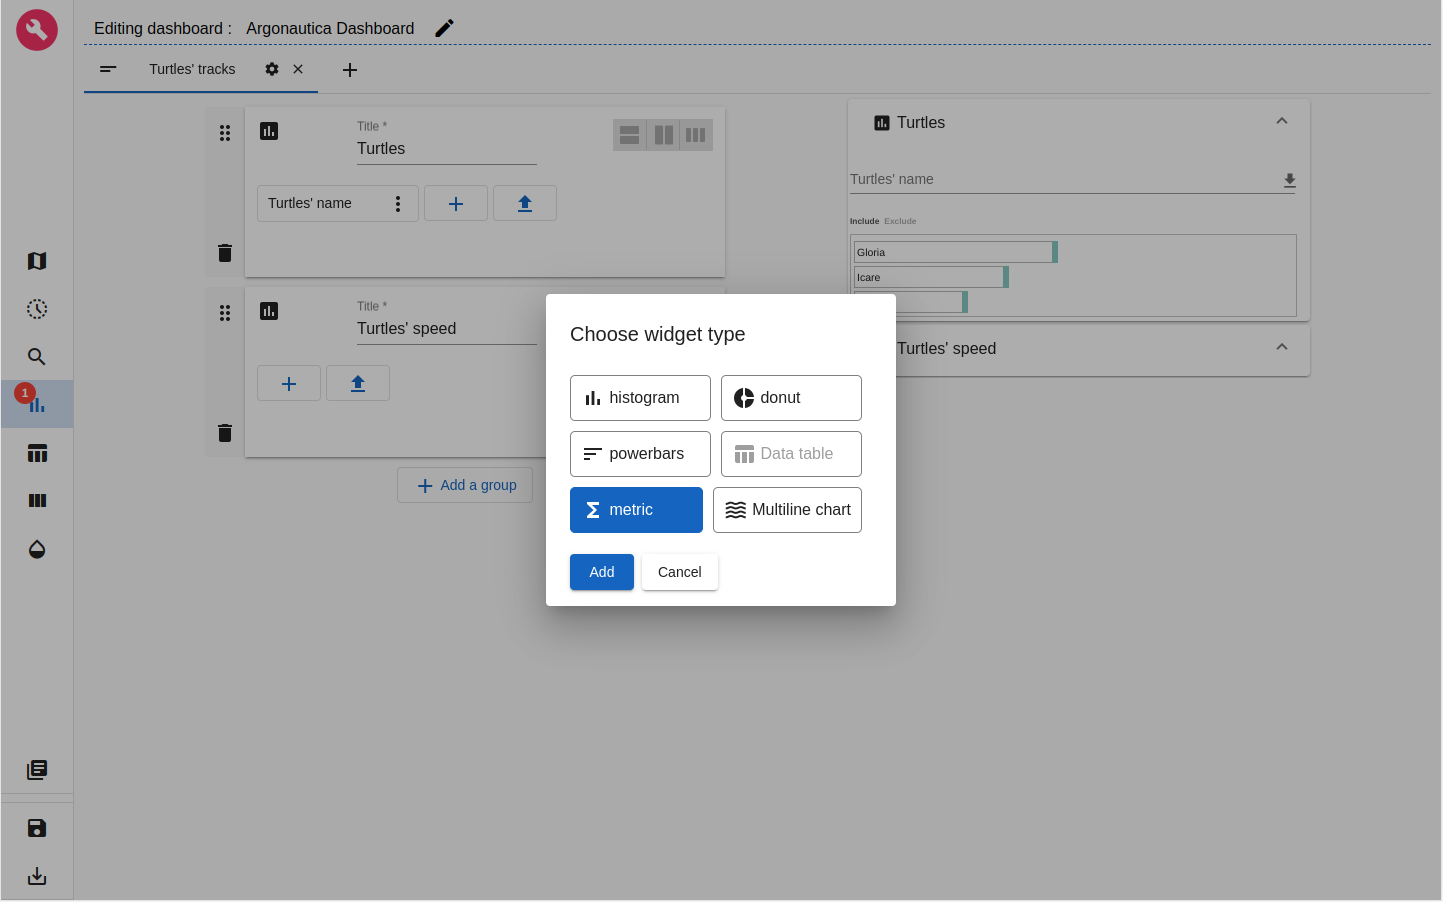 Editing dashboard : Argonautica Dashboard
Turtles' tracks
Title *
Turtles
Turtles' name
Title *
Turtles' speed
Add a group
1
Turtles
Turtles' name
Include Exclude
Gloria
Icare
Turtles' speed
Choose widget type
histogram
donut
powerbars
Data table
metric
Multiline chart
Add
Cancel